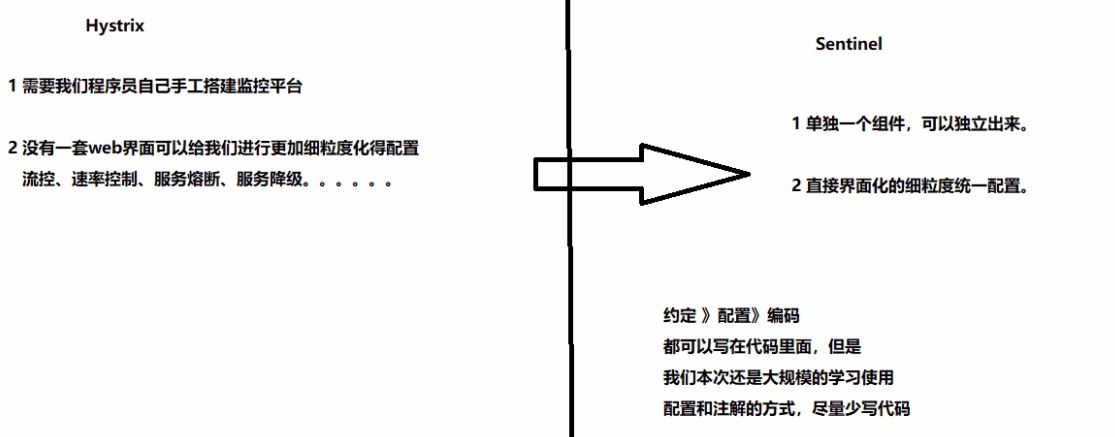 Hystrix
1 需要我们程序员自己手工搭建监控平台
2 没有一套web界面可以给我们进行更加细粒度化得配置
流控、速率控制、服务熔断、服务降级。。。。。。
Sentinel
1 单独一个组件，可以独立出来。
2 直接界面化的细粒度统一配置。
约定 》配置》编码
都可以写在代码里面，但是
我们本次还是大规模的学习使用
配置和注解的方式，尽量少写代码